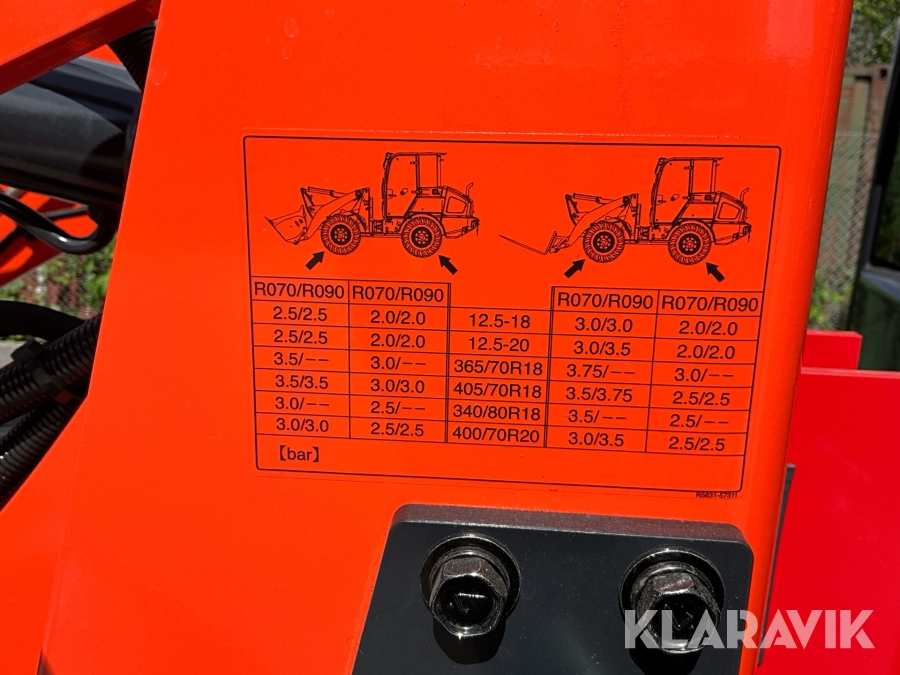 R070/R090 R070/R090 R070/R090 R070/R090
2.5/2.5 2.0/2.0 12.5-18 3.0/3.0 2.0/2.0
2.5/2.5 2.0/2.0 12.5-20 3.0/3.5 2.0/2.0
3.5/-- 3.0/-- 365/70R18 3.75/-- 3.0/--
3.5/3.5 3.0/3.0 405/70R18 3.5/3.75 2.5/2.5
3.0/-- 2.5/-- 340/80R18 3.5/-- 2.5/--
3.0/3.0 2.5/2.5 400/70R20 3.0/3.5 2.5/2.5
【bar】
KLARAVIK